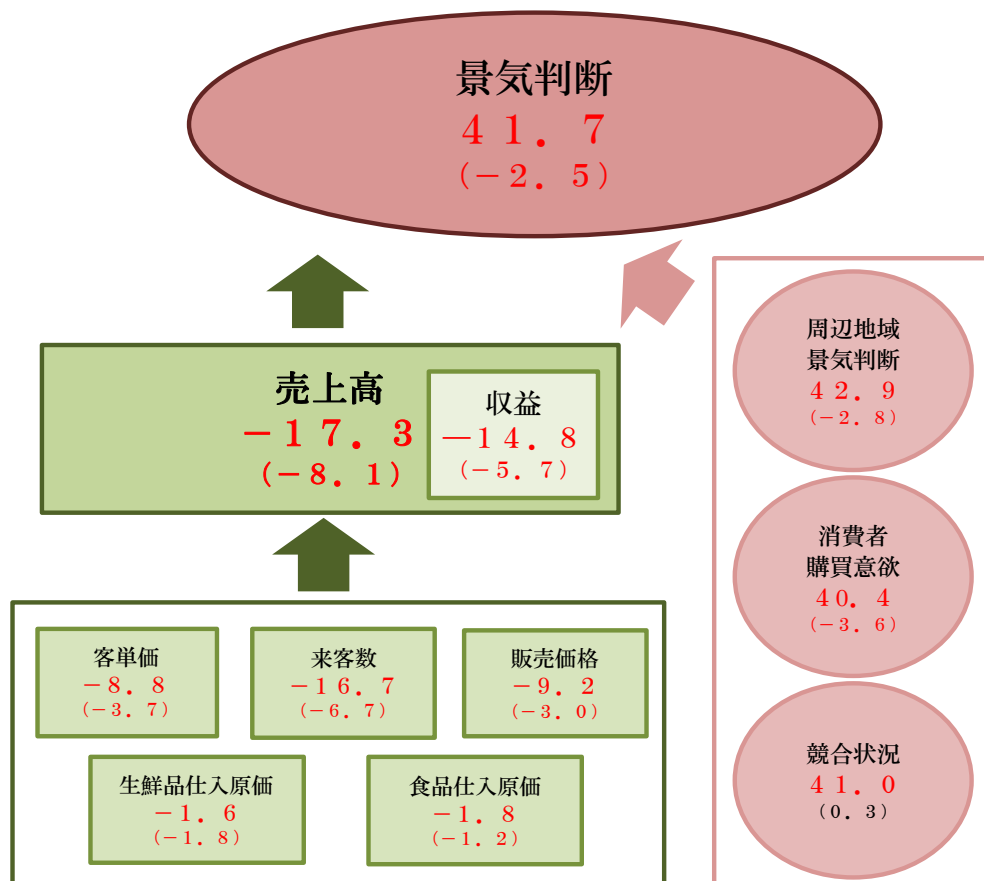 景気判断
４１．７
（－２．５）
売上高
－１７．３
（－８．１）
収益
―１４．８
（－５．７）
客単価
－８．８
（－３．７）
来客数
－１６．７
（－６．７）
販売価格
－９．２
（－３．０）
生鮮品仕入原価
－１．６
（－１．８）
食品仕入原価
－１．８
（－１．２）
周辺地域
景気判断
４２．９
（－２．８）
消費者
購買意欲
４０．４
（－３．６）
競合状況
４１．０
（０．３）